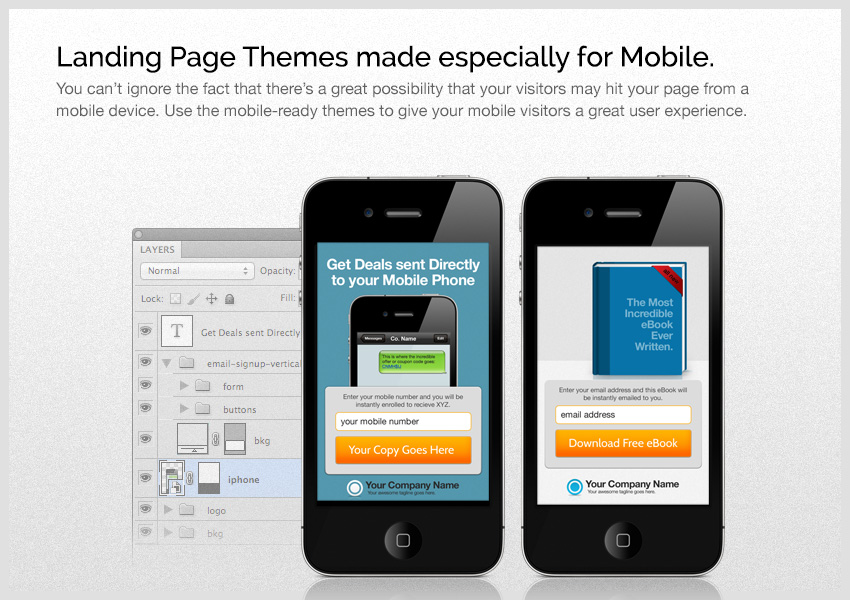 Landing Page Themes made especially for Mobile.
You can't ignore the fact that there's a great possibility that your visitors may hit your page from a
mobile device. Use the mobile-ready themes to give your mobile visitors a great user experience.
LAYERS
Normal
Opacity:
Lock:
Fill:
T
Get Deals sent Directly
email-signup-vertical
form
buttons
bkg
iphone
logo
bkg
Get Deals sent Directly
to your Mobile Phone
Messages
Co. Name
Edit
This is where the incredible
offer or coupon code goes:
Enter your mobile number and you will be
instantly enrolled to recieve XYZ.
your mobile number
Your Copy Goes Here
Your Company Name
Your awesome tagline goes here.
The Most
Incredible
eBook
Ever
Written.
Enter your email address and this eBook will
be instantly emailed to you.
email address
Download Free eBook
Your Company Name
Your awesome tagline goes here.